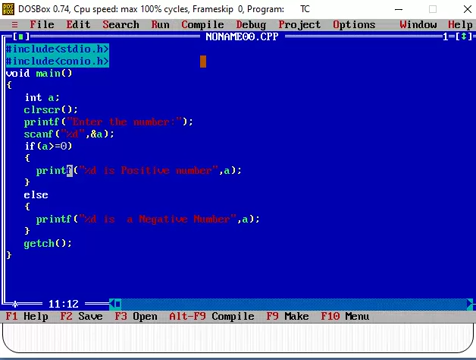 DOSBox 0.74, Cpu speed: max 100% cycles, Frameskip 0, Program: TC
File Edit Search Run Compile Debug Project Options Window Help
NONAME00.CPP 1
#include<stdio.h>
#include<conio.h>
void main()
{
int a;
clrscr();
printf("Enter the number:");
scanf("%d",&a);
if(a>=0)
{
printf("%d is Positive number",a);
}
else
printf("%d is a Negative Number",a);
}
getch();
}
11:12
F1 Help F2 Save F3 Open Alt-F9 Compile F9 Make F10 Menu